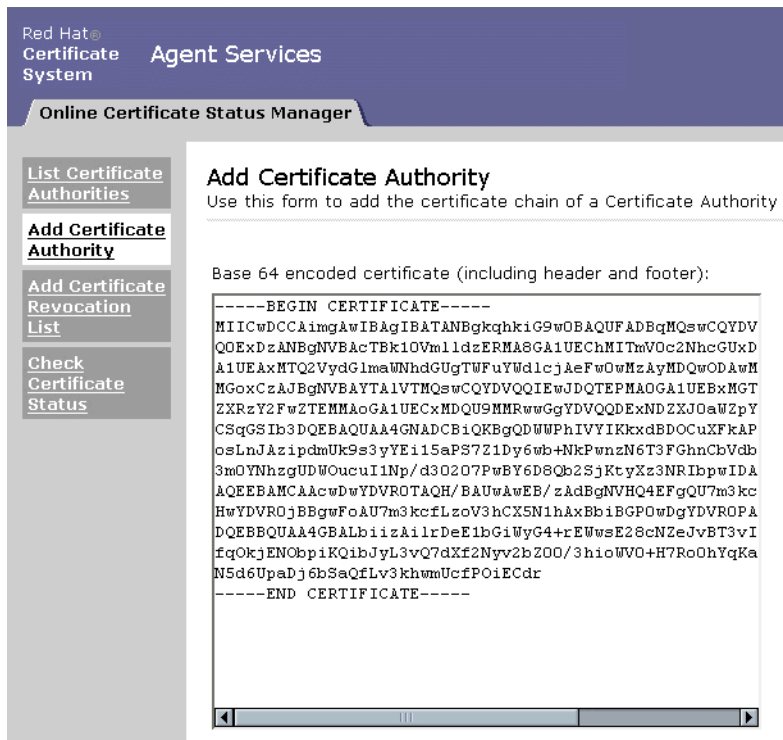 Red Hat®
Certificate
System
Agent Services
Online Certificate Status Manager
List Certificate
Authorities
Add Certificate
Authority
Add Certificate
Revocation
List
Check
Certificate
Status
Add Certificate Authority
Use this form to add the certificate chain of a Certificate Authority
Base 64 encoded certificate (including header and footer):
-----BEGIN CERTIFICATE-----
MIICwDCCAimgAwIBAgIBATANBgkqhkiG9w0BAQUFADBqMQswCQYDV
QQExDzANBgNVBAcTBk1OVmlldzERMA8GA1UEChMITmV0c2NhcGUxD
A1UEAxMTQ2VydGlmaWNhdGUgTWFuYWdlcjAeFw0wMzAyMDQwODAwM
MGoxCzAJBgNVBAYTA1VTMQswCQYDVQQIEwJDQTEPMA0GA1UEBxMGT
ZXRzY2FwZTEMMAoGA1UECxMDQU9MMRwwGgYDVQQDExNDZXJ0aWZpY
CSqGSIb3DQEBAQUAA4GNADCBiQKBgQDWWPhIVYIKkxdBDOCuXFkAP
osLnJAzipdmUk9s3yYEi15aPS7Z1Dy6wb+NkPwnzN6T3FGhnCbVdb
3mOYNhzgUDWOucuI1Np/d30207PwBY6D8Qb2SjKtyXz3NRIbpwIDA
AQEEBAMCAAcwDwYDVR0TAQH/BAUwAwEB/zAdBgNVHQ4EFgQU7m3kc
HwYDVR0jBBgwFoAU7m3kcfLzoV3hCX5N1hAxBbiBGP0wDgYDVR0PA
DQEBBQUAA4GBALbiizAilrDeE1bGiWyG4+rEWwsE28cNZeJvBT3vI
fqOkjENObpiKQibJyL3vQ7dXf2Nyv2bZ00/3hioWV0+H7RoOhYqKa
N5d6UpaDj6bSaQfLv3khwmUcfPOiECdr
-----END CERTIFICATE-----